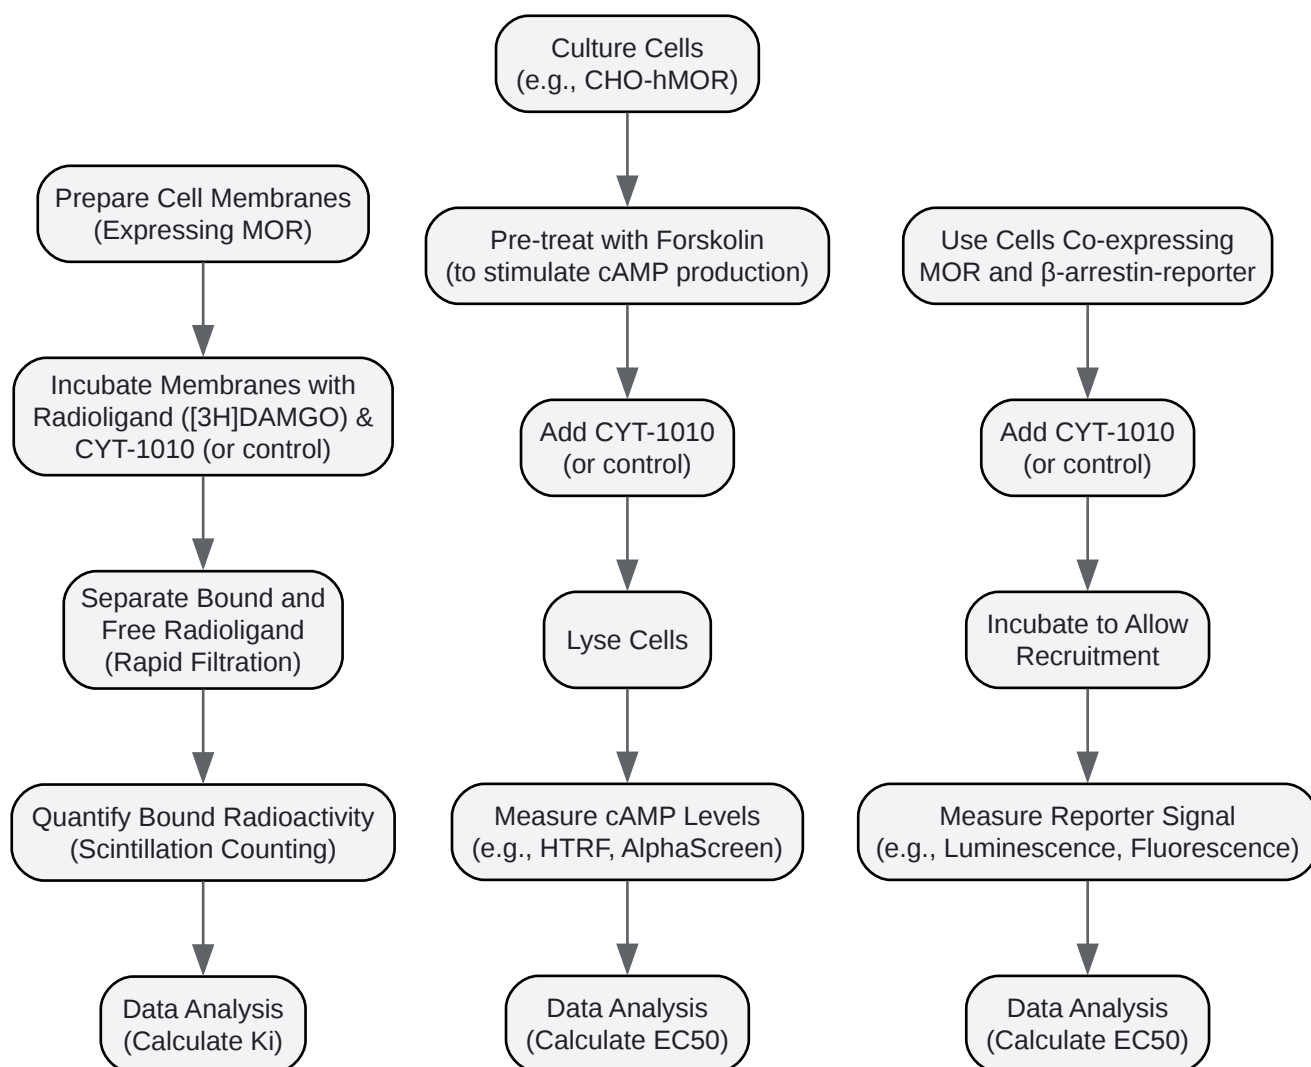 Prepare Cell Membranes
(Expressing MOR)
Incubate Membranes with
Radioligand ([3H]DAMGO) &
CYT-1010 (or control)
Separate Bound and
Free Radioligand
(Rapid Filtration)
Quantify Bound Radioactivity
(Scintillation Counting)
Data Analysis
(Calculate Ki)
Culture Cells
(e.g., CHO-hMOR)
Pre-treat with Forskolin
(to stimulate cAMP production)
Add CYT-1010
(or control)
Lyse Cells
Measure cAMP Levels
(e.g., HTRF, AlphaScreen)
Data Analysis
(Calculate EC50)
Use Cells Co-expressing
MOR and β-arrestin-reporter
Add CYT-1010
(or control)
Incubate to Allow
Recruitment
Measure Reporter Signal
(e.g., Luminescence, Fluorescence)
Data Analysis
(Calculate EC50)